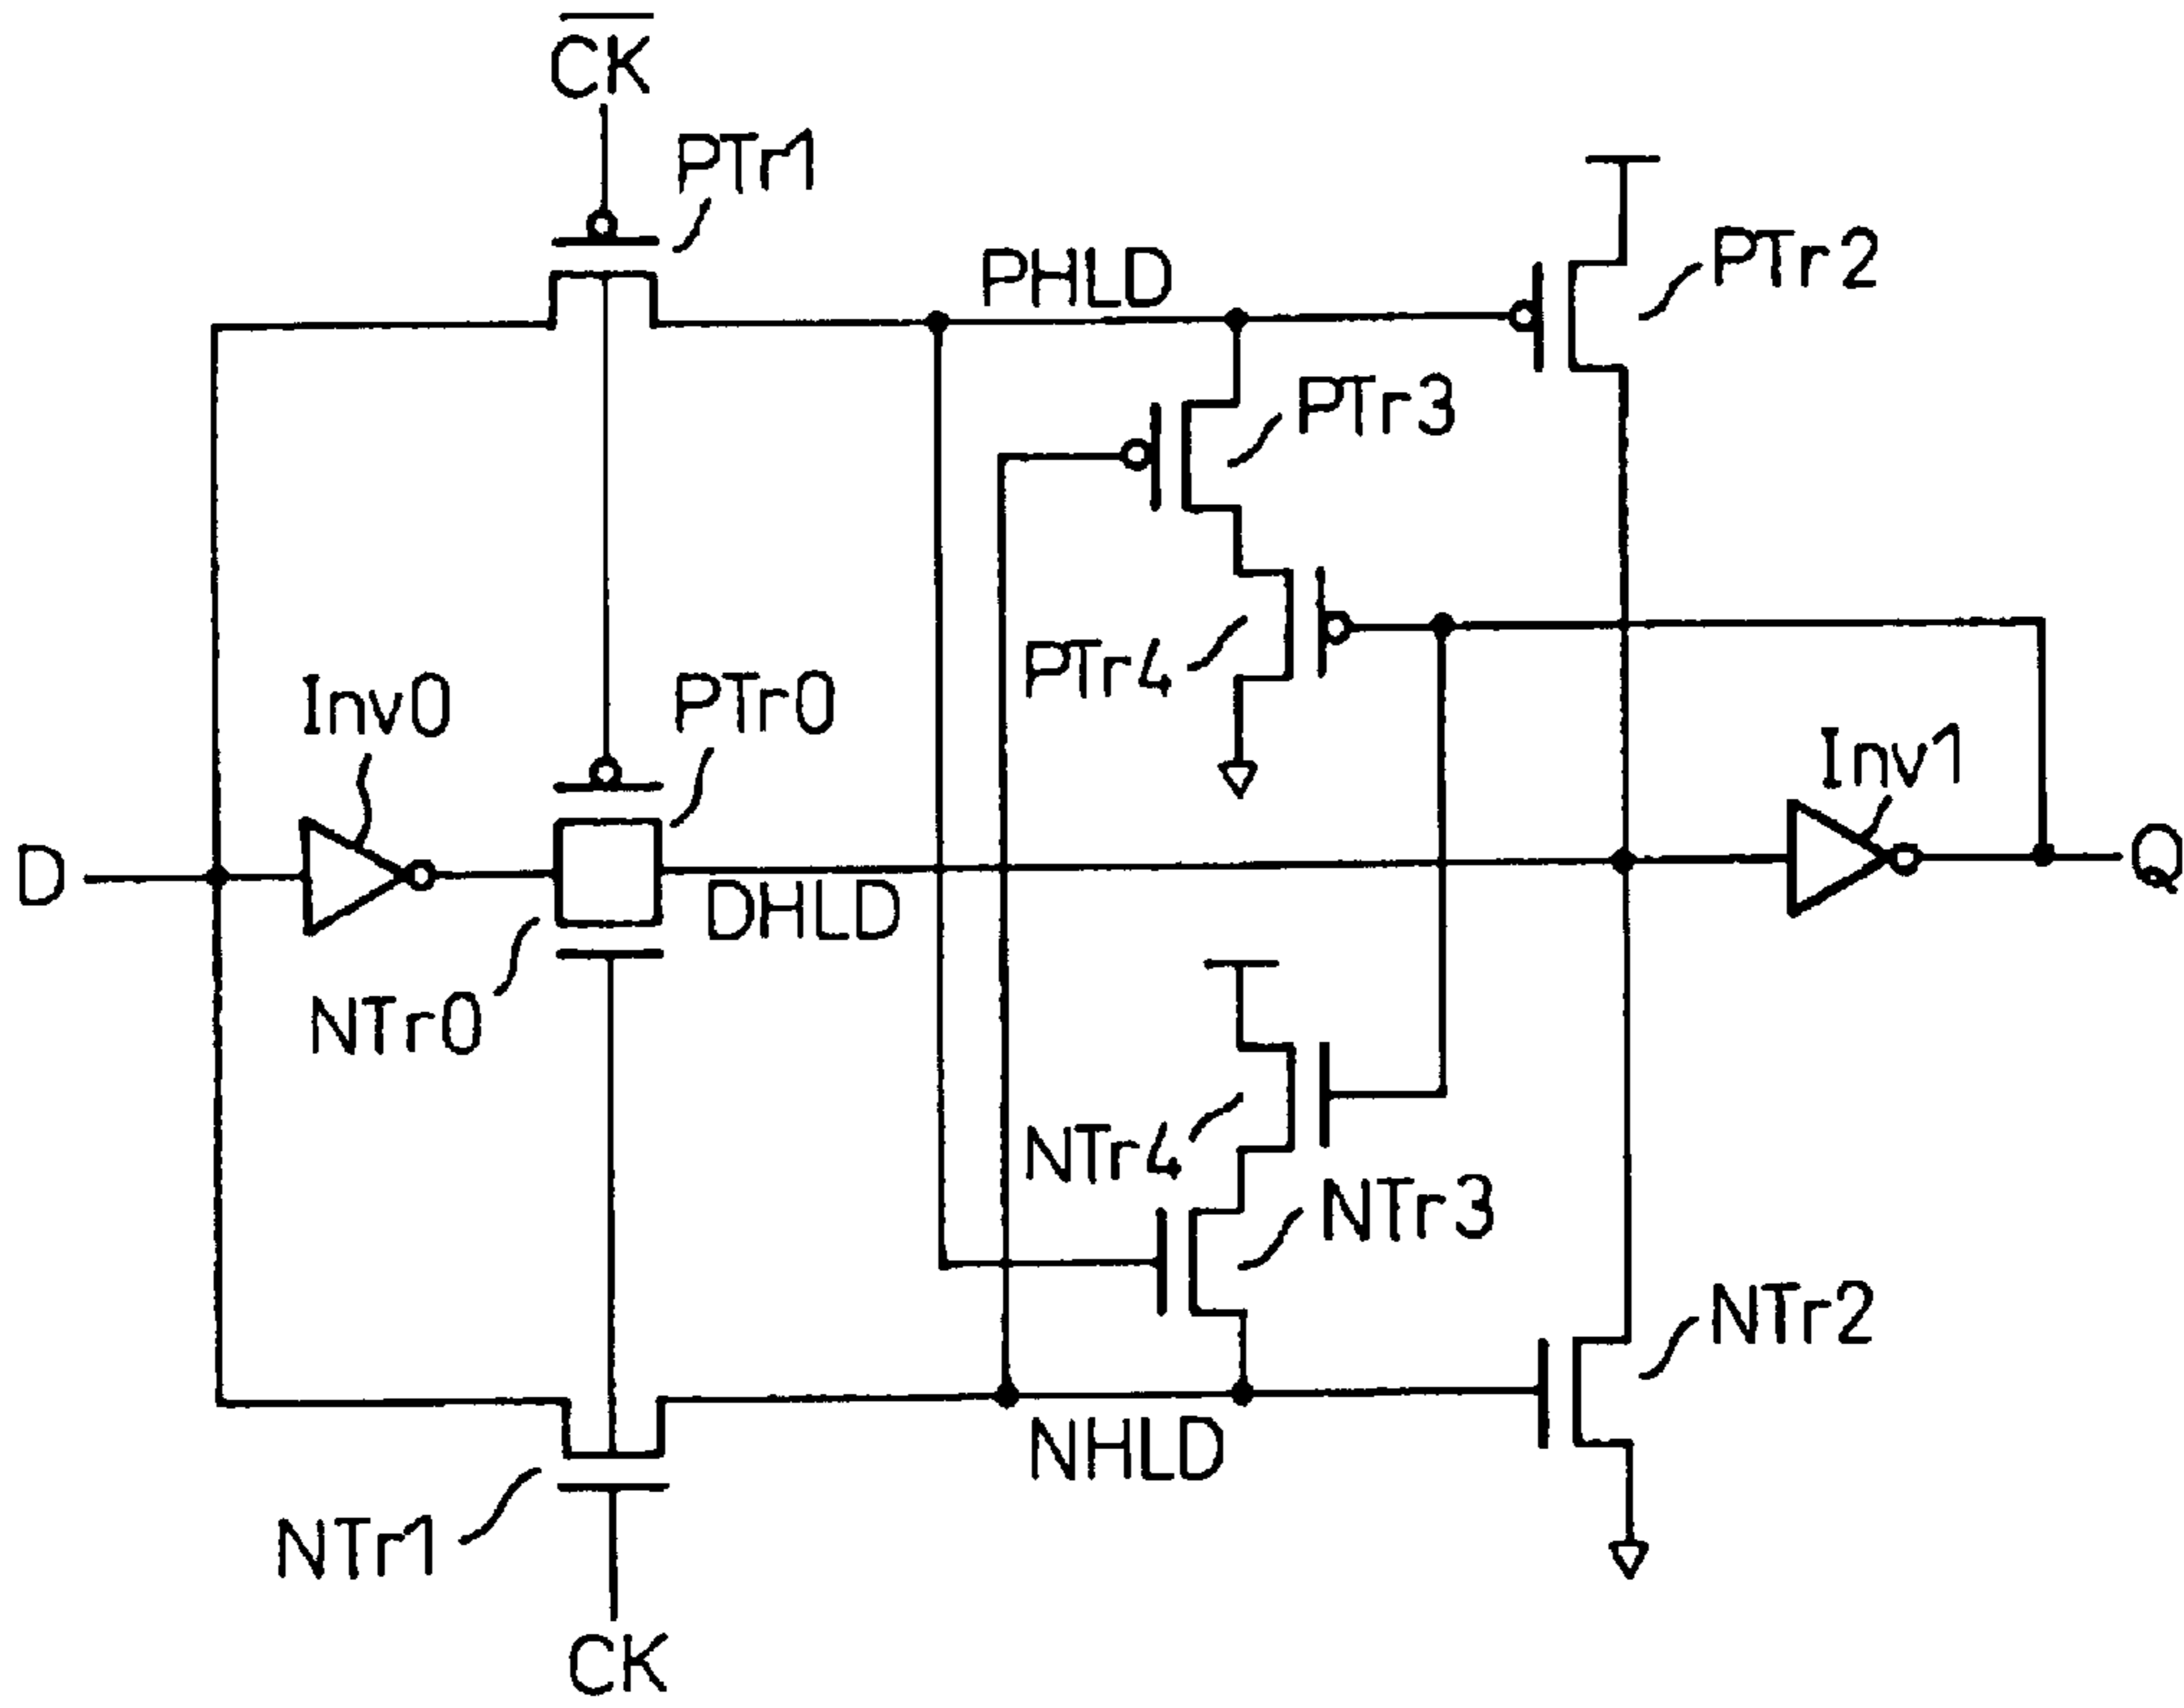 CK
PTr1
PHLD
PTr2
PTr3
PTr4
Inv0
PTr0
Inv1
D
DHLD
Q
NTr0
NTr4
NTr3
NTr2
NHLD
NTr1
CK